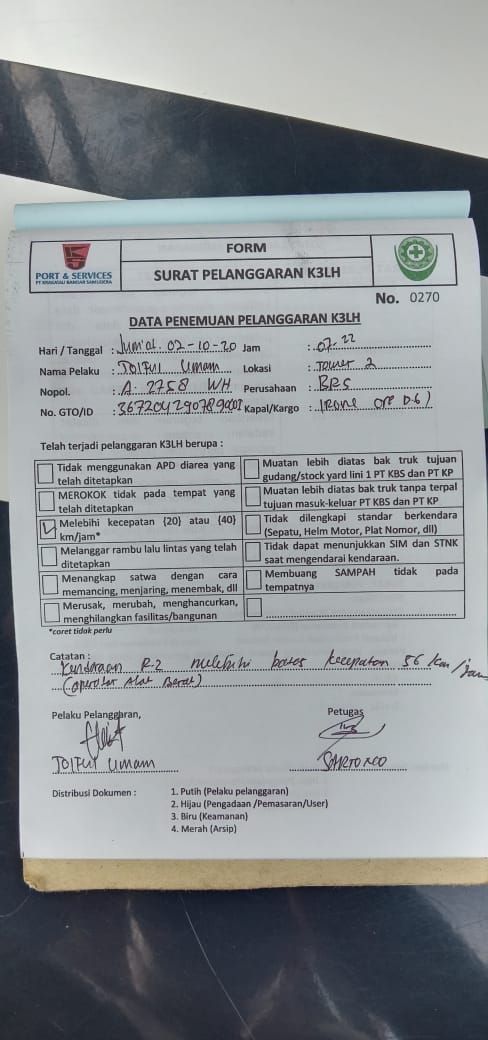 PORT & SERVICES
PT KRAKATAU BANDAR SAMUDERA
FORM
SURAT PELANGGARAN K3LH
No. 0270
DATA PENEMUAN PELANGGARAN K3LH
Hari / Tanggal : Jum'at. 02-10-20 Jam : 07.22
Nama Pelaku : JOIFUL Umam Lokasi : Tower 2
Nopol. : A. 2758 WH Perusahaan : BRS
No. GTO/ID : Kapal/Kargo : (Rone ore D.6)
Telah terjadi pelanggaran K3LH berupa :
Tidak menggunakan APD diarea yang telah ditetapkan
Muatan lebih diatas bak truk tujuan gudang/stock yard lini 1 PT KBS dan PT KP
MEROKOK tidak pada tempat yang telah ditetapkan
Muatan lebih diatas bak truk tanpa terpal tujuan masuk-keluar PT KBS dan PT KP
Melebihi kecepatan {20} atau {40} km/jam*
Tidak dilengkapi standar berkendara (Sepatu, Helm Motor, Plat Nomor, dll)
Melanggar rambu lalu lintas yang telah ditetapkan
Tidak dapat menunjukkan SIM dan STNK saat mengendarai kendaraan.
Menangkap satwa dengan cara memancing, menjaring, menembak, dll
Membuang SAMPAH tidak pada tempatnya
Merusak, merubah, menghancurkan, menghilangkan fasilitas/bangunan
*coret tidak perlu
Catatan :
Kendaraan R-2 melebihi batas kecepatan 56 km/jam
(operator Alat Berat)
Pelaku Pelanggaran,
Petugas
JOIFUL Umam
Distribusi Dokumen :
1. Putih (Pelaku pelanggaran)
2. Hijau (Pengadaan /Pemasaran/User)
3. Biru (Keamanan)
4. Merah (Arsip)